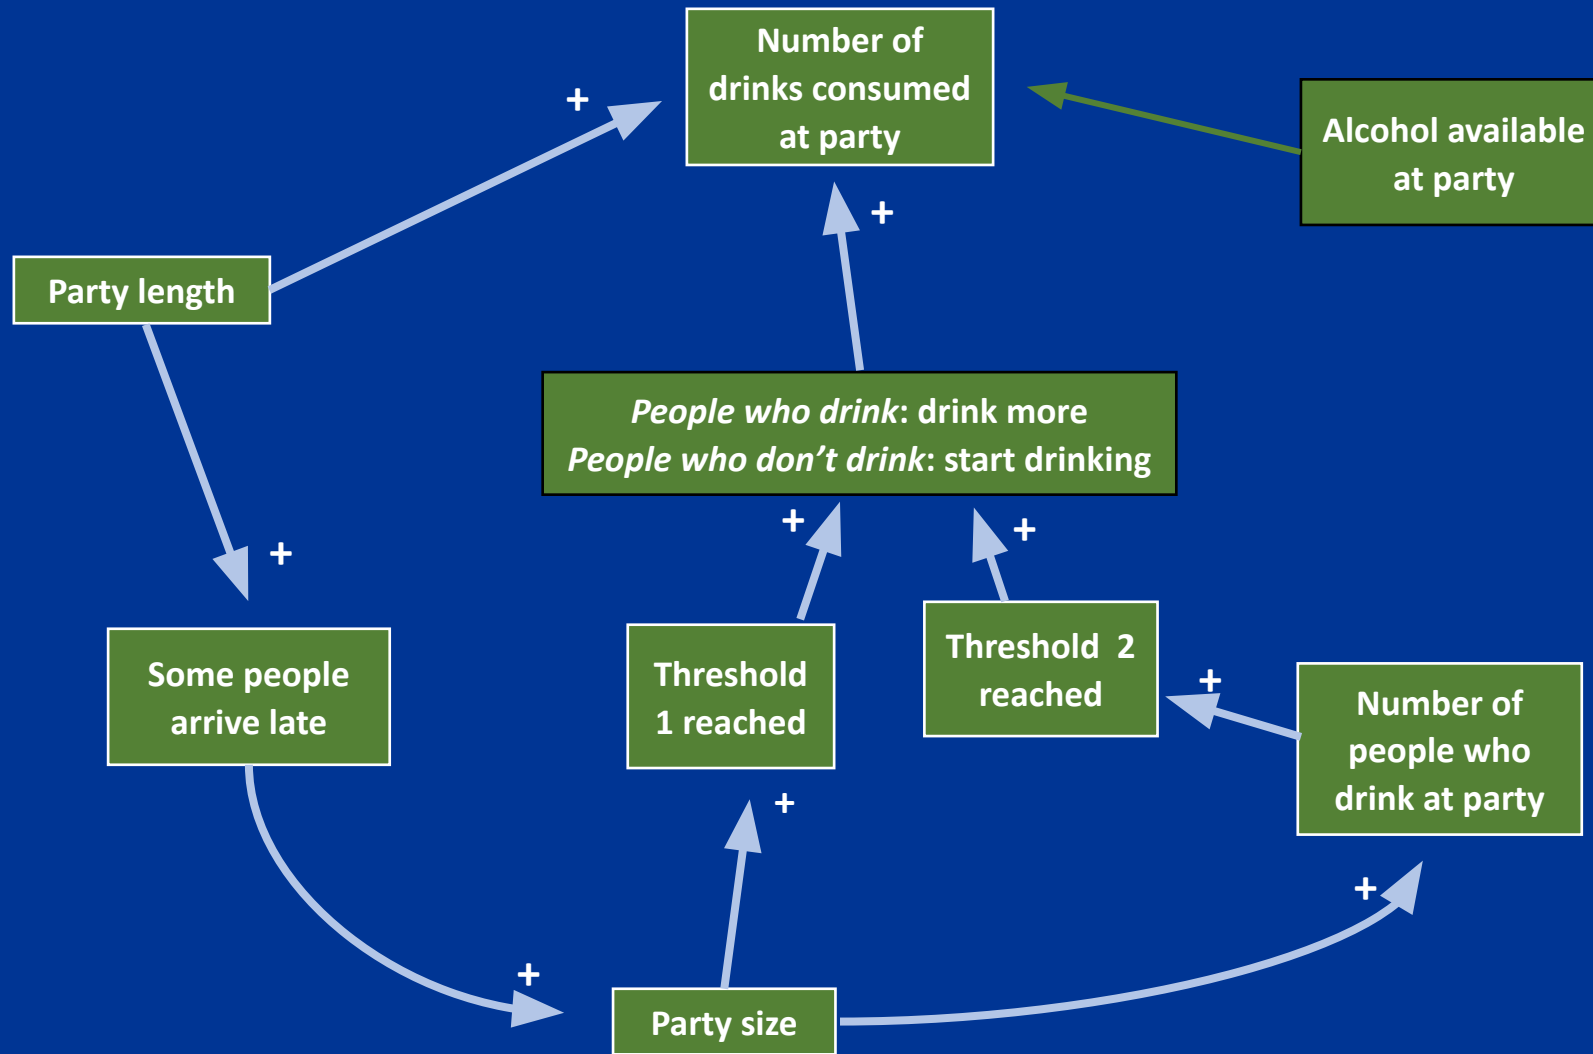 Number of
drinks consumed
at party
+
Alcohol available
at party
+
Party length
People who drink: drink more
People who don’t drink: start drinking
+
+
+
Some people
arrive late
Threshold
1 reached
Threshold 2
reached
+
Number of
people who
drink at party
+
+
+
Party size